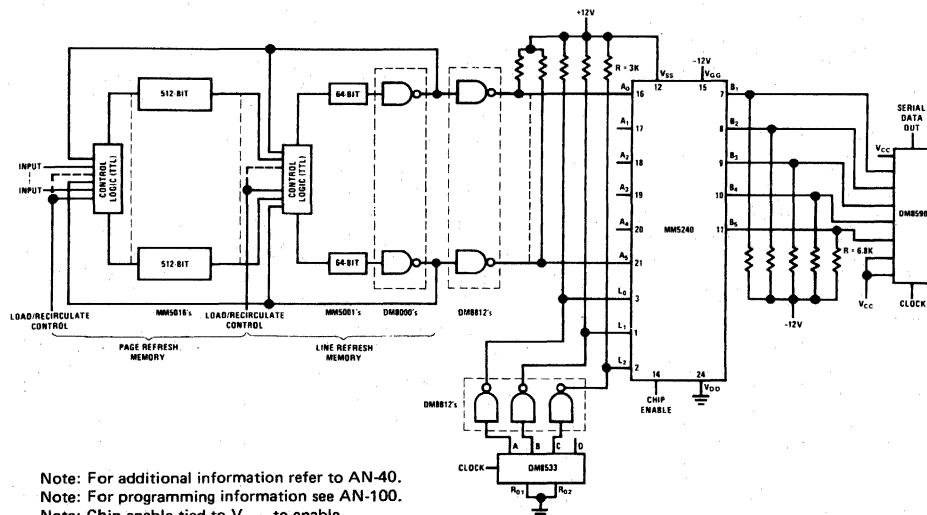 +12V
R = 3K
VSS
12
-12V
VGG
15
512-BIT
64-BIT
A0
16
A1
17
A2
18
A3
19
A4
20
A5
21
L0
3
L1
1
L2
2
MM5240
B1
7
B2
8
B3
9
B4
10
B5
11
R = 6.8K
-12V
SERIAL
DATA
OUT
VCC
DM8590
VCC
CLOCK
INPUT
INPUT
CONTROL
LOGIC (TTL)
CONTROL
LOGIC (TTL)
512-BIT
64-BIT
LOAD/RECIRCULATE
CONTROL
MM5016's
LOAD/RECIRCULATE
CONTROL
MM5001's
DM8000's
DM8812's
PAGE REFRESH
MEMORY
LINE REFRESH
MEMORY
14
CHIP
ENABLE
24
VDD
DM8812's
A
B
C
D
CLOCK
DM8533
R01
R02
Note: For additional information refer to AN-40.
Note: For programming information see AN-100.